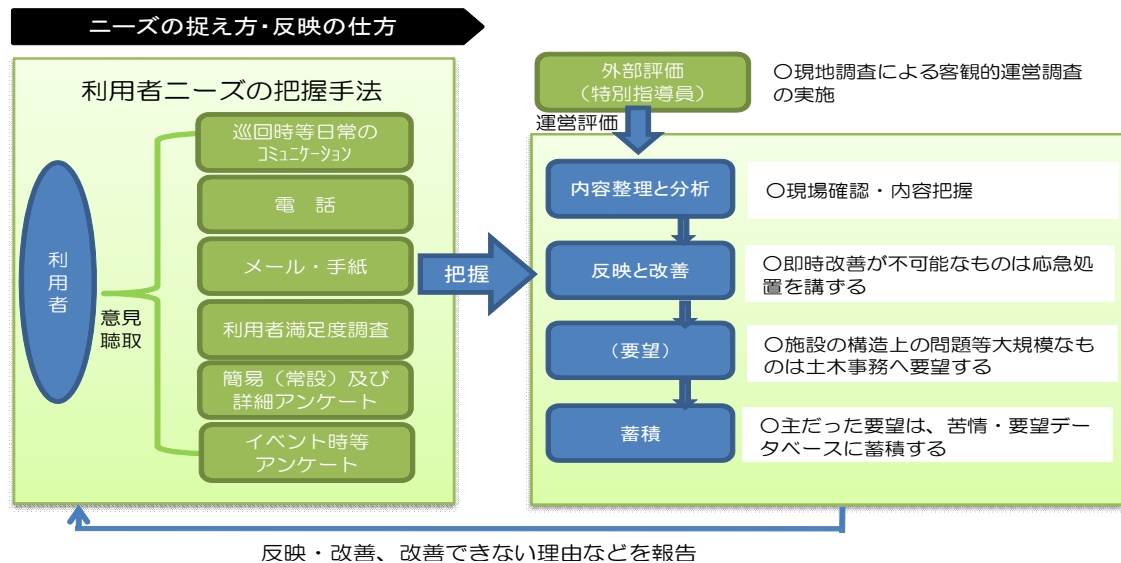 ニーズの捉え方・反映の仕方
利用者ニーズの把握手法
利
用
者
意見
聴取
巡回時等日常の
ｺﾐｭﾆｹｰｼｮﾝ
電　話
メール・手紙
利用者満足度調査
簡易（常設）及び
詳細アンケート
イベント時等
アンケート
把握
外部評価
（特別指導員）
〇現地調査による客観的運営調査
の実施
運営評価
内容整理と分析
〇現場確認・内容把握
反映と改善
〇即時改善が不可能なものは応急処
置を講ずる
（要望）
〇施設の構造上の問題等大規模なも
のは土木事務へ要望する
蓄積
〇主だった要望は、苦情・要望デー
タベースに蓄積する
反映・改善、改善できない理由などを報告